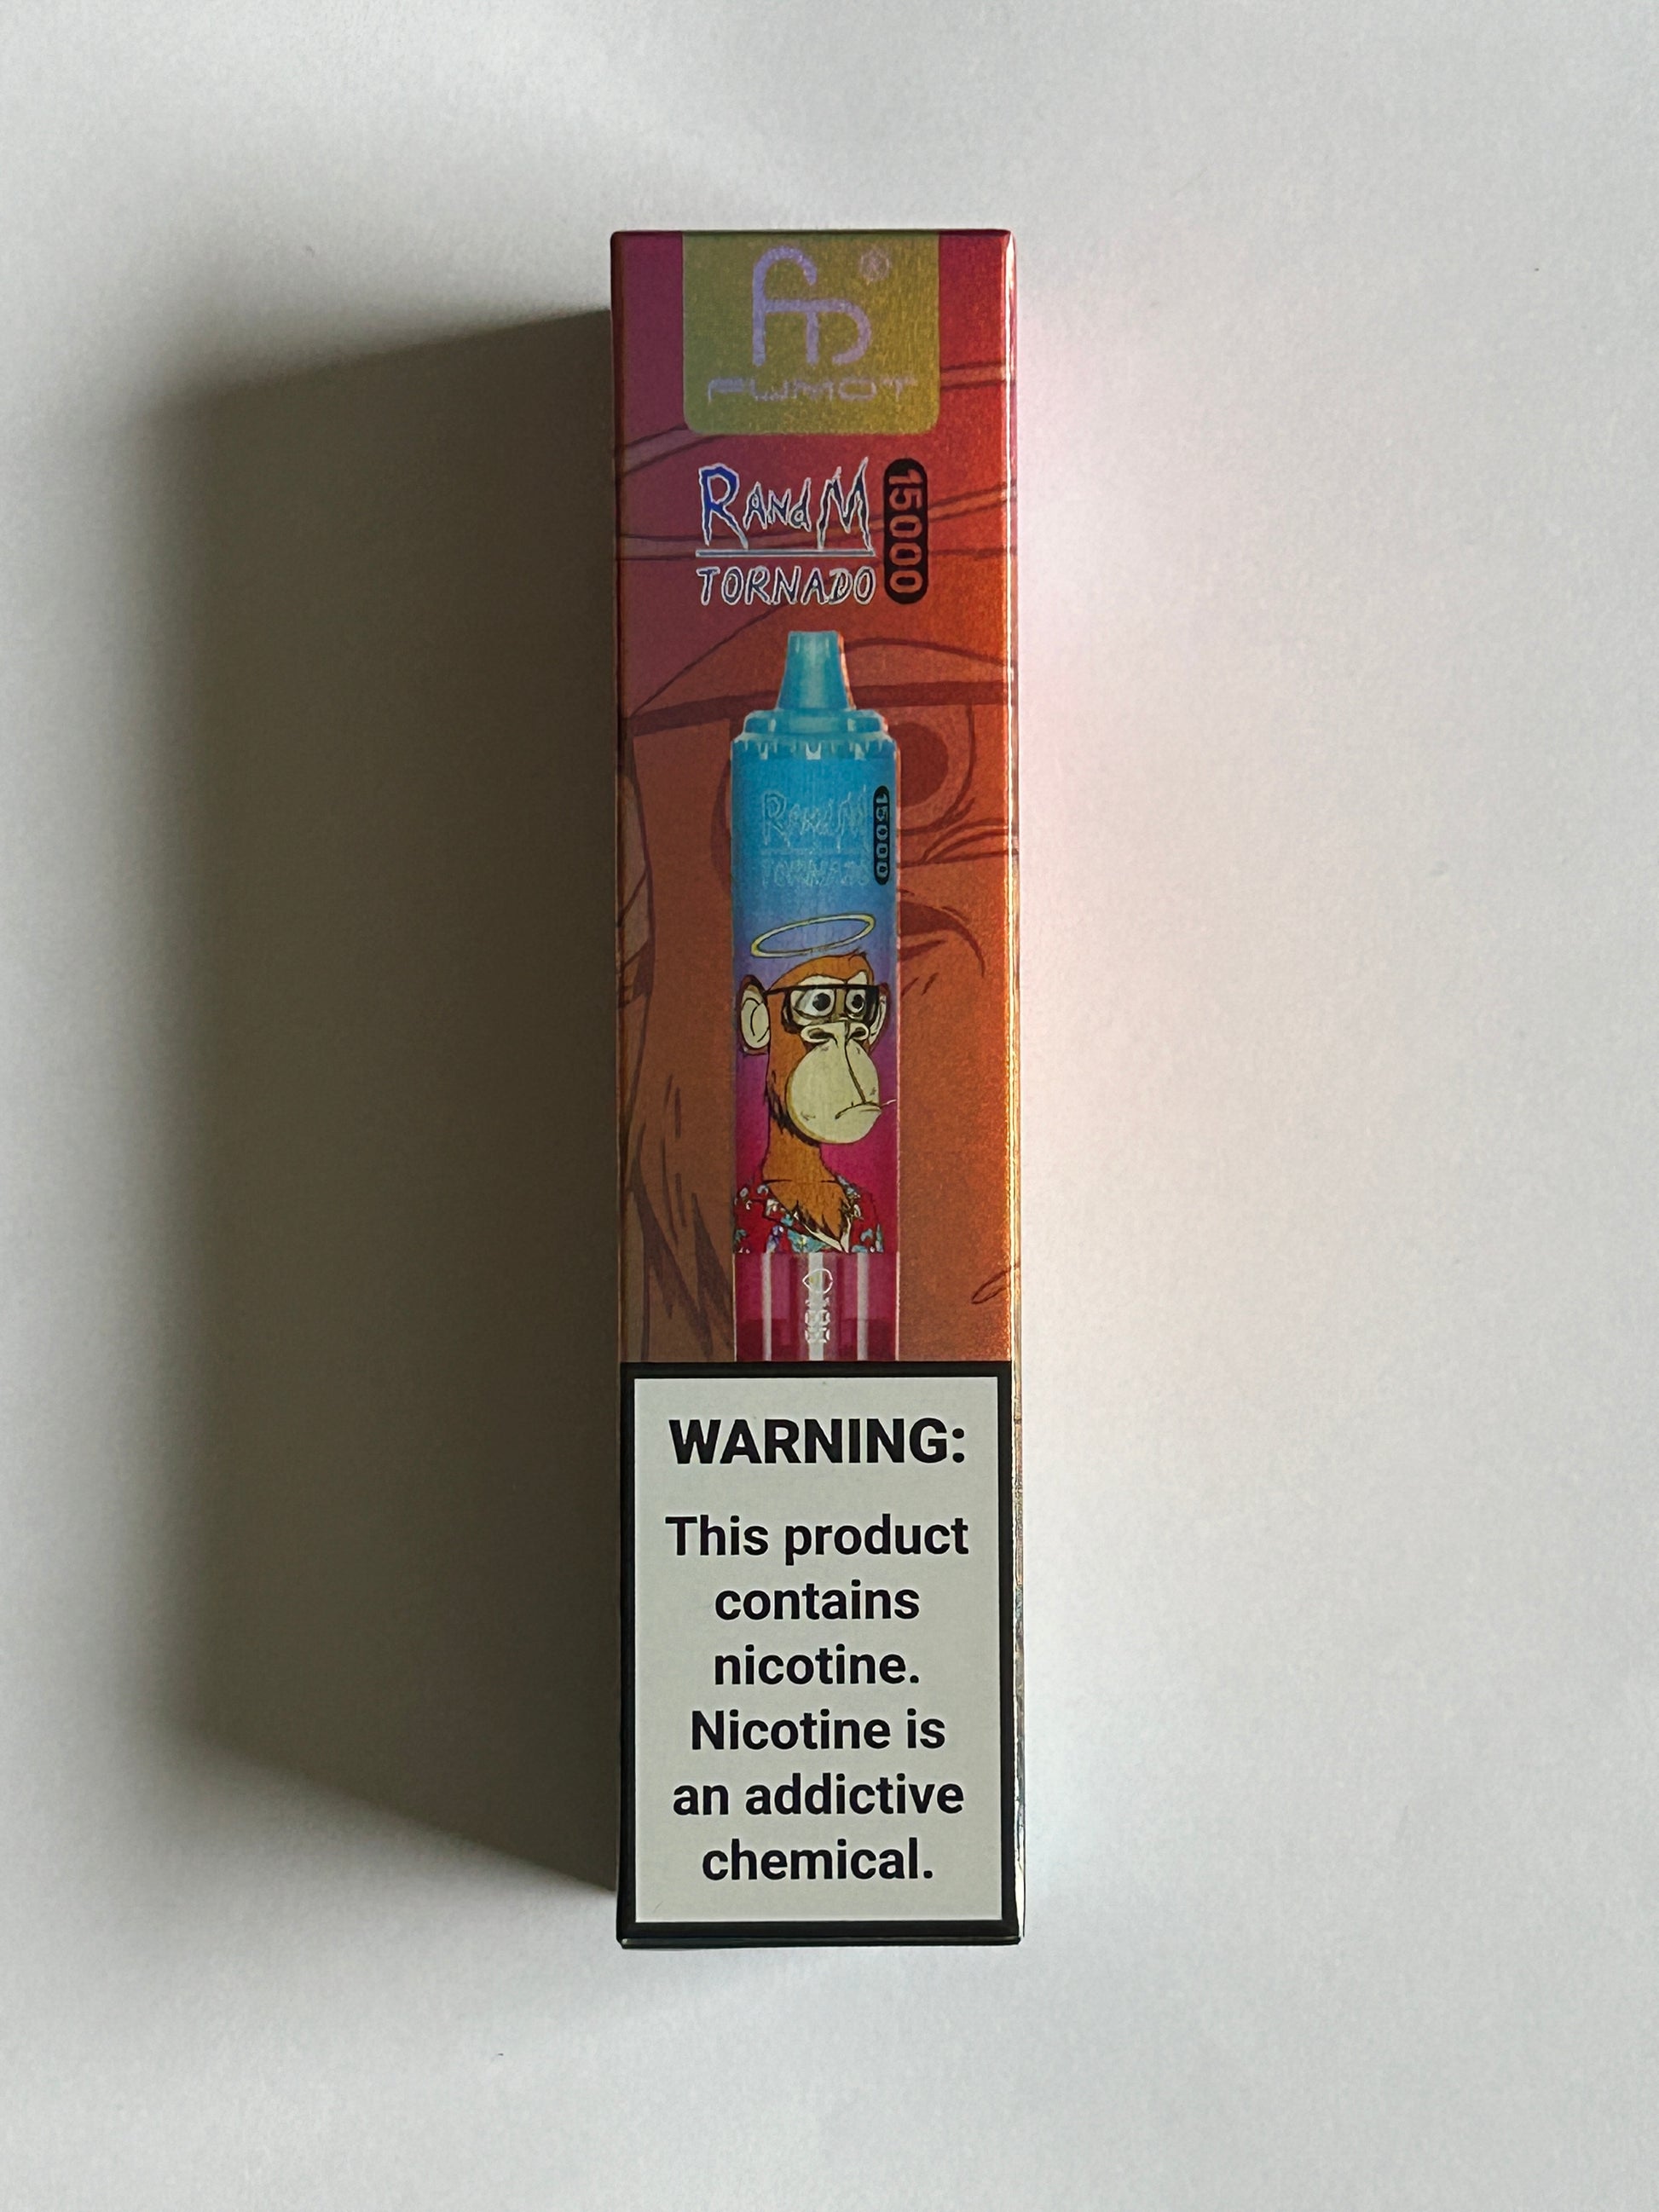 ®
FUMOT
RANdM
TORNADO
15000
RANdM
TORNADO
15000
WARNING:
This product
contains
nicotine.
Nicotine is
an addictive
chemical.